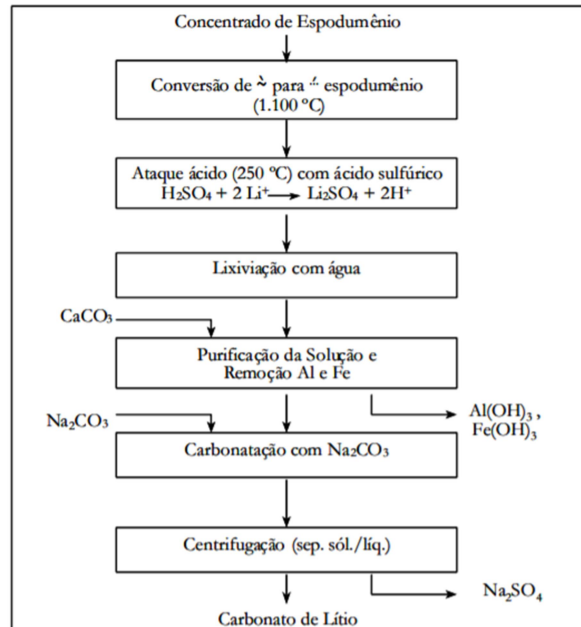 Concentrado de Espodumênio
Conversão de para espodumênio
(1.100 ºC)
Ataque ácido (250 ºC) com ácido sulfúrico
H₂SO₄ + 2 Li⁺ → Li₂SO₄ + 2H⁺
Lixiviação com água
CaCO₃
Purificação da Solução e
Remoção Al e Fe
Al(OH)₃ ,
Fe(OH)₃
Na₂CO₃
Carbonatação com Na₂CO₃
Centrifugação (sep. sól./líq.)
Na₂SO₄
Carbonato de Lítio